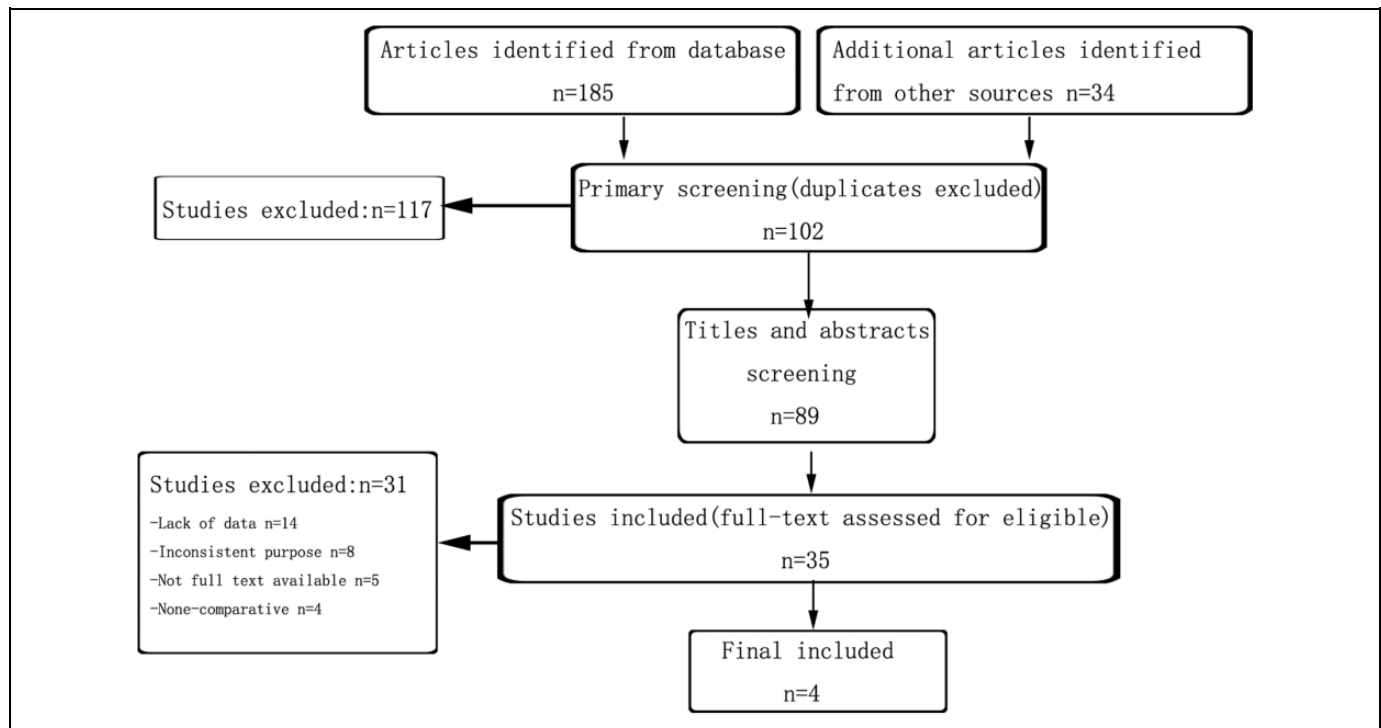 Articles identified from database
n=185
Additional articles identified
from other sources n=34
Primary screening(duplicates excluded)
n=102
Studies excluded:n=117
Titles and abstracts
screening
n=89
Studies excluded:n=31
-Lack of data n=14
-Inconsistent purpose n=8
-Not full text available n=5
-None-comparative n=4
Studies included(full-text assessed for eligible)
n=35
Final included
n=4